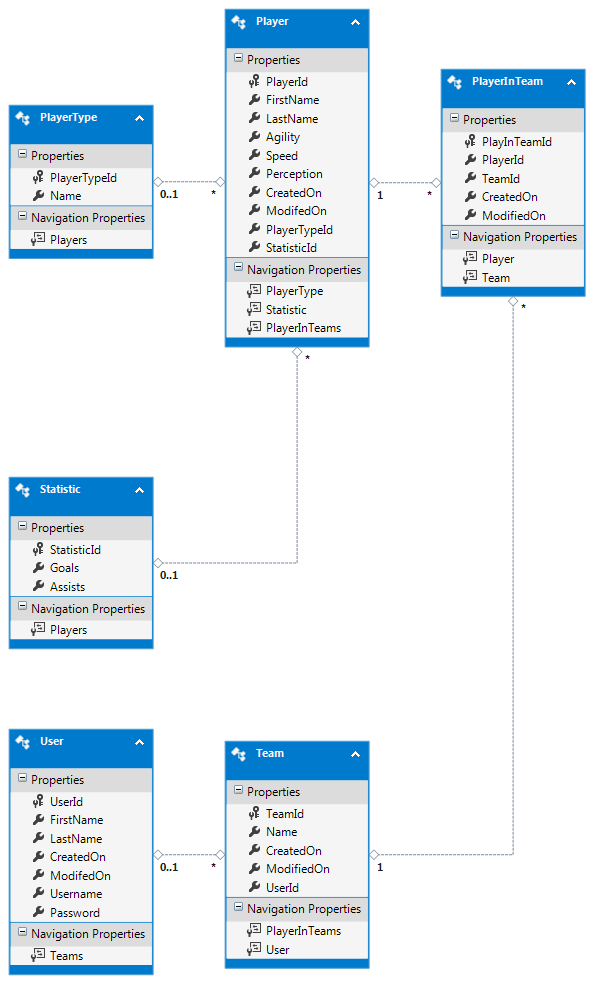 Player
Properties
PlayerId
FirstName
LastName
Agility
Speed
Perception
CreatedOn
ModifedOn
PlayerTypeId
StatisticId
Navigation Properties
PlayerType
Statistic
PlayerInTeams
PlayerInTeam
Properties
PlayInTeamId
PlayerId
TeamId
CreatedOn
ModifiedOn
Navigation Properties
Player
Team
PlayerType
Properties
PlayerTypeId
Name
Navigation Properties
Players
0..1
*
1
*
*
*
Statistic
Properties
StatisticId
Goals
Assists
Navigation Properties
Players
0..1
User
Properties
UserId
FirstName
LastName
CreatedOn
ModifedOn
Username
Password
Navigation Properties
Teams
0..1
*
Team
Properties
TeamId
Name
CreatedOn
ModifiedOn
UserId
Navigation Properties
PlayerInTeams
User
1